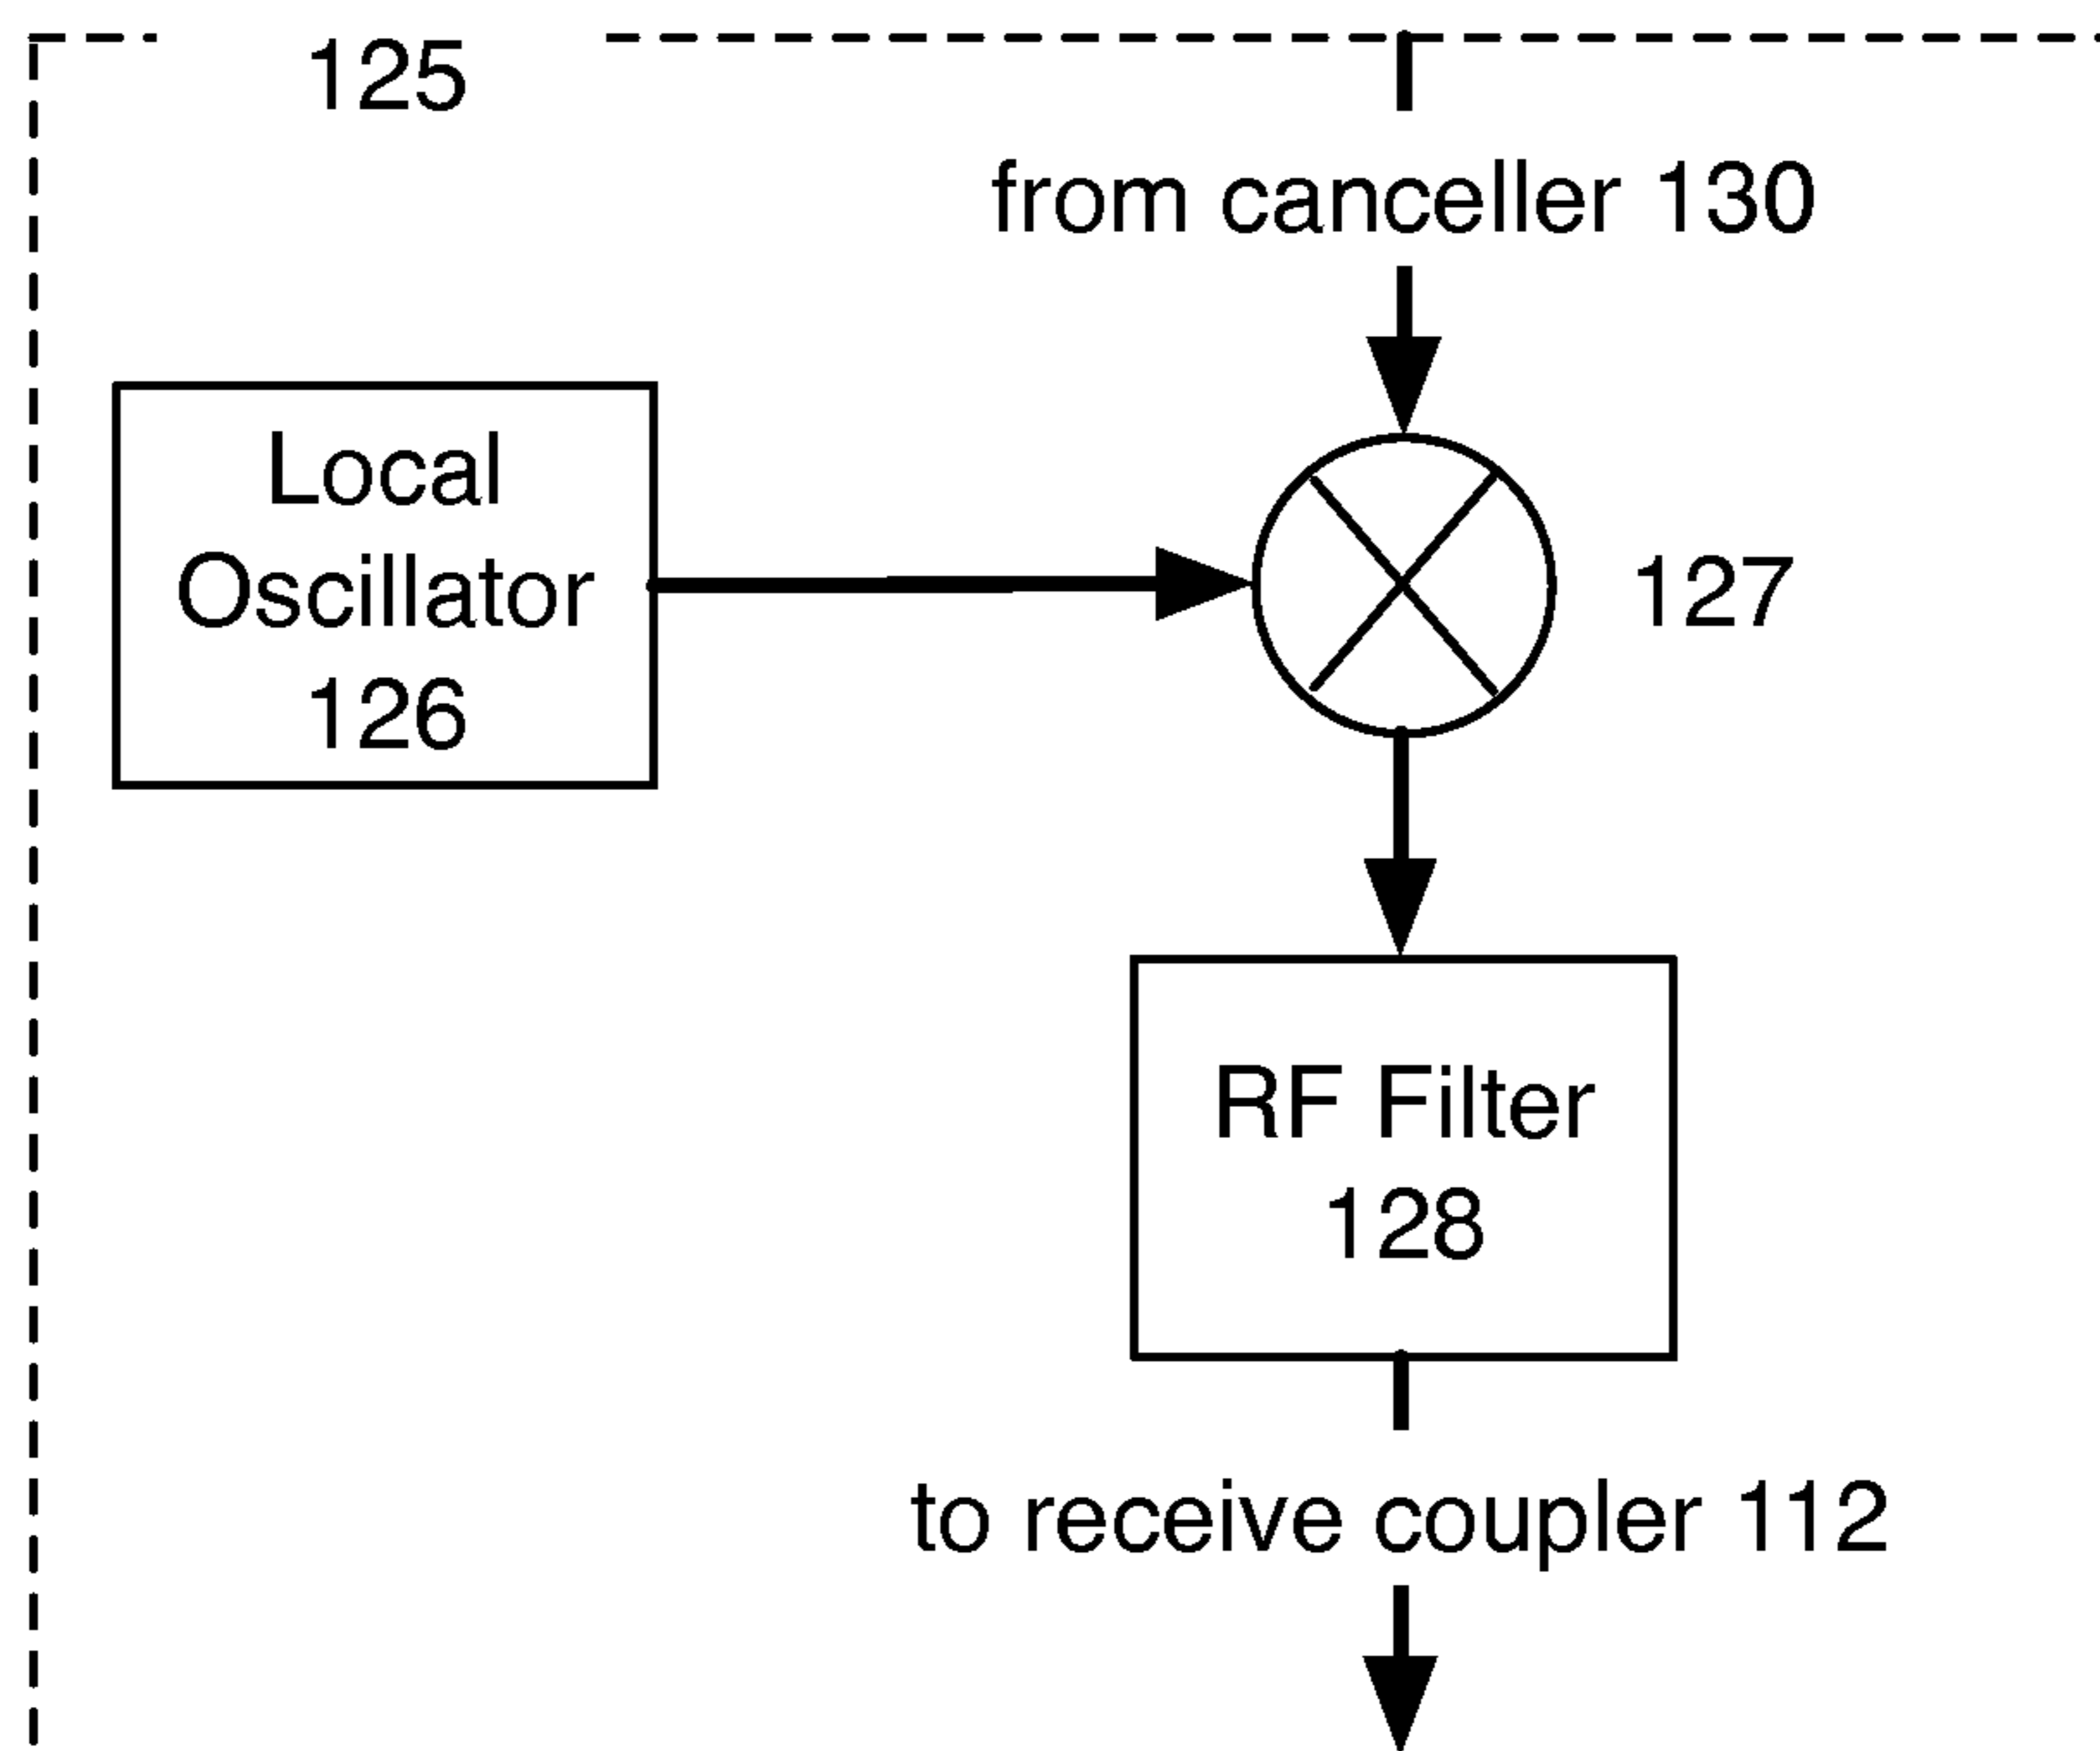 125
from canceller 130
Local
Oscillator
126
127
RF Filter
128
to receive coupler 112